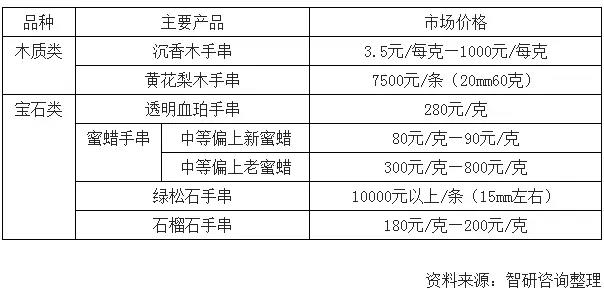 品种 主要产品 市场价格
木质类 沉香木手串 3.5元/每克—1000元/每克
黄花梨木手串 7500元/条（20mm60克）
宝石类 透明血珀手串 280元/克
蜜蜡手串 中等偏上新蜜蜡 80元/克—90元/克
中等偏上老蜜蜡 300元/克—800元/克
绿松石手串 10000元以上/条（15mm左右）
石榴石手串 180元/克—200元/克
资料来源：智研咨询整理